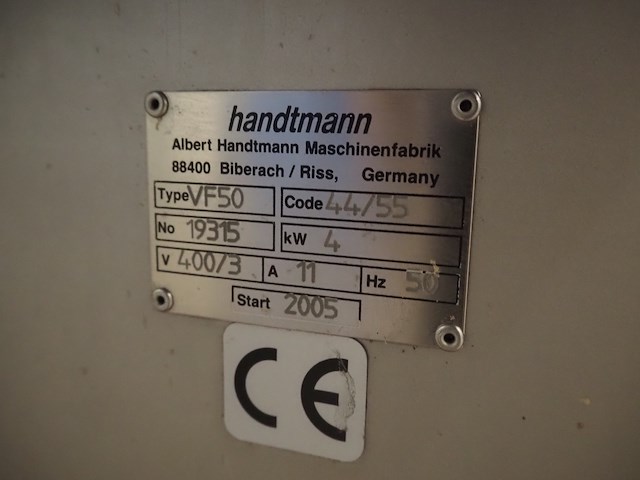 handtmann
Albert Handtmann Maschinenfabrik
88400 Biberach / Riss, Germany
Type VF50 Code 44/55
No 19315 kW 4
V 400/3 A 11 Hz 50
Start 2005
CE